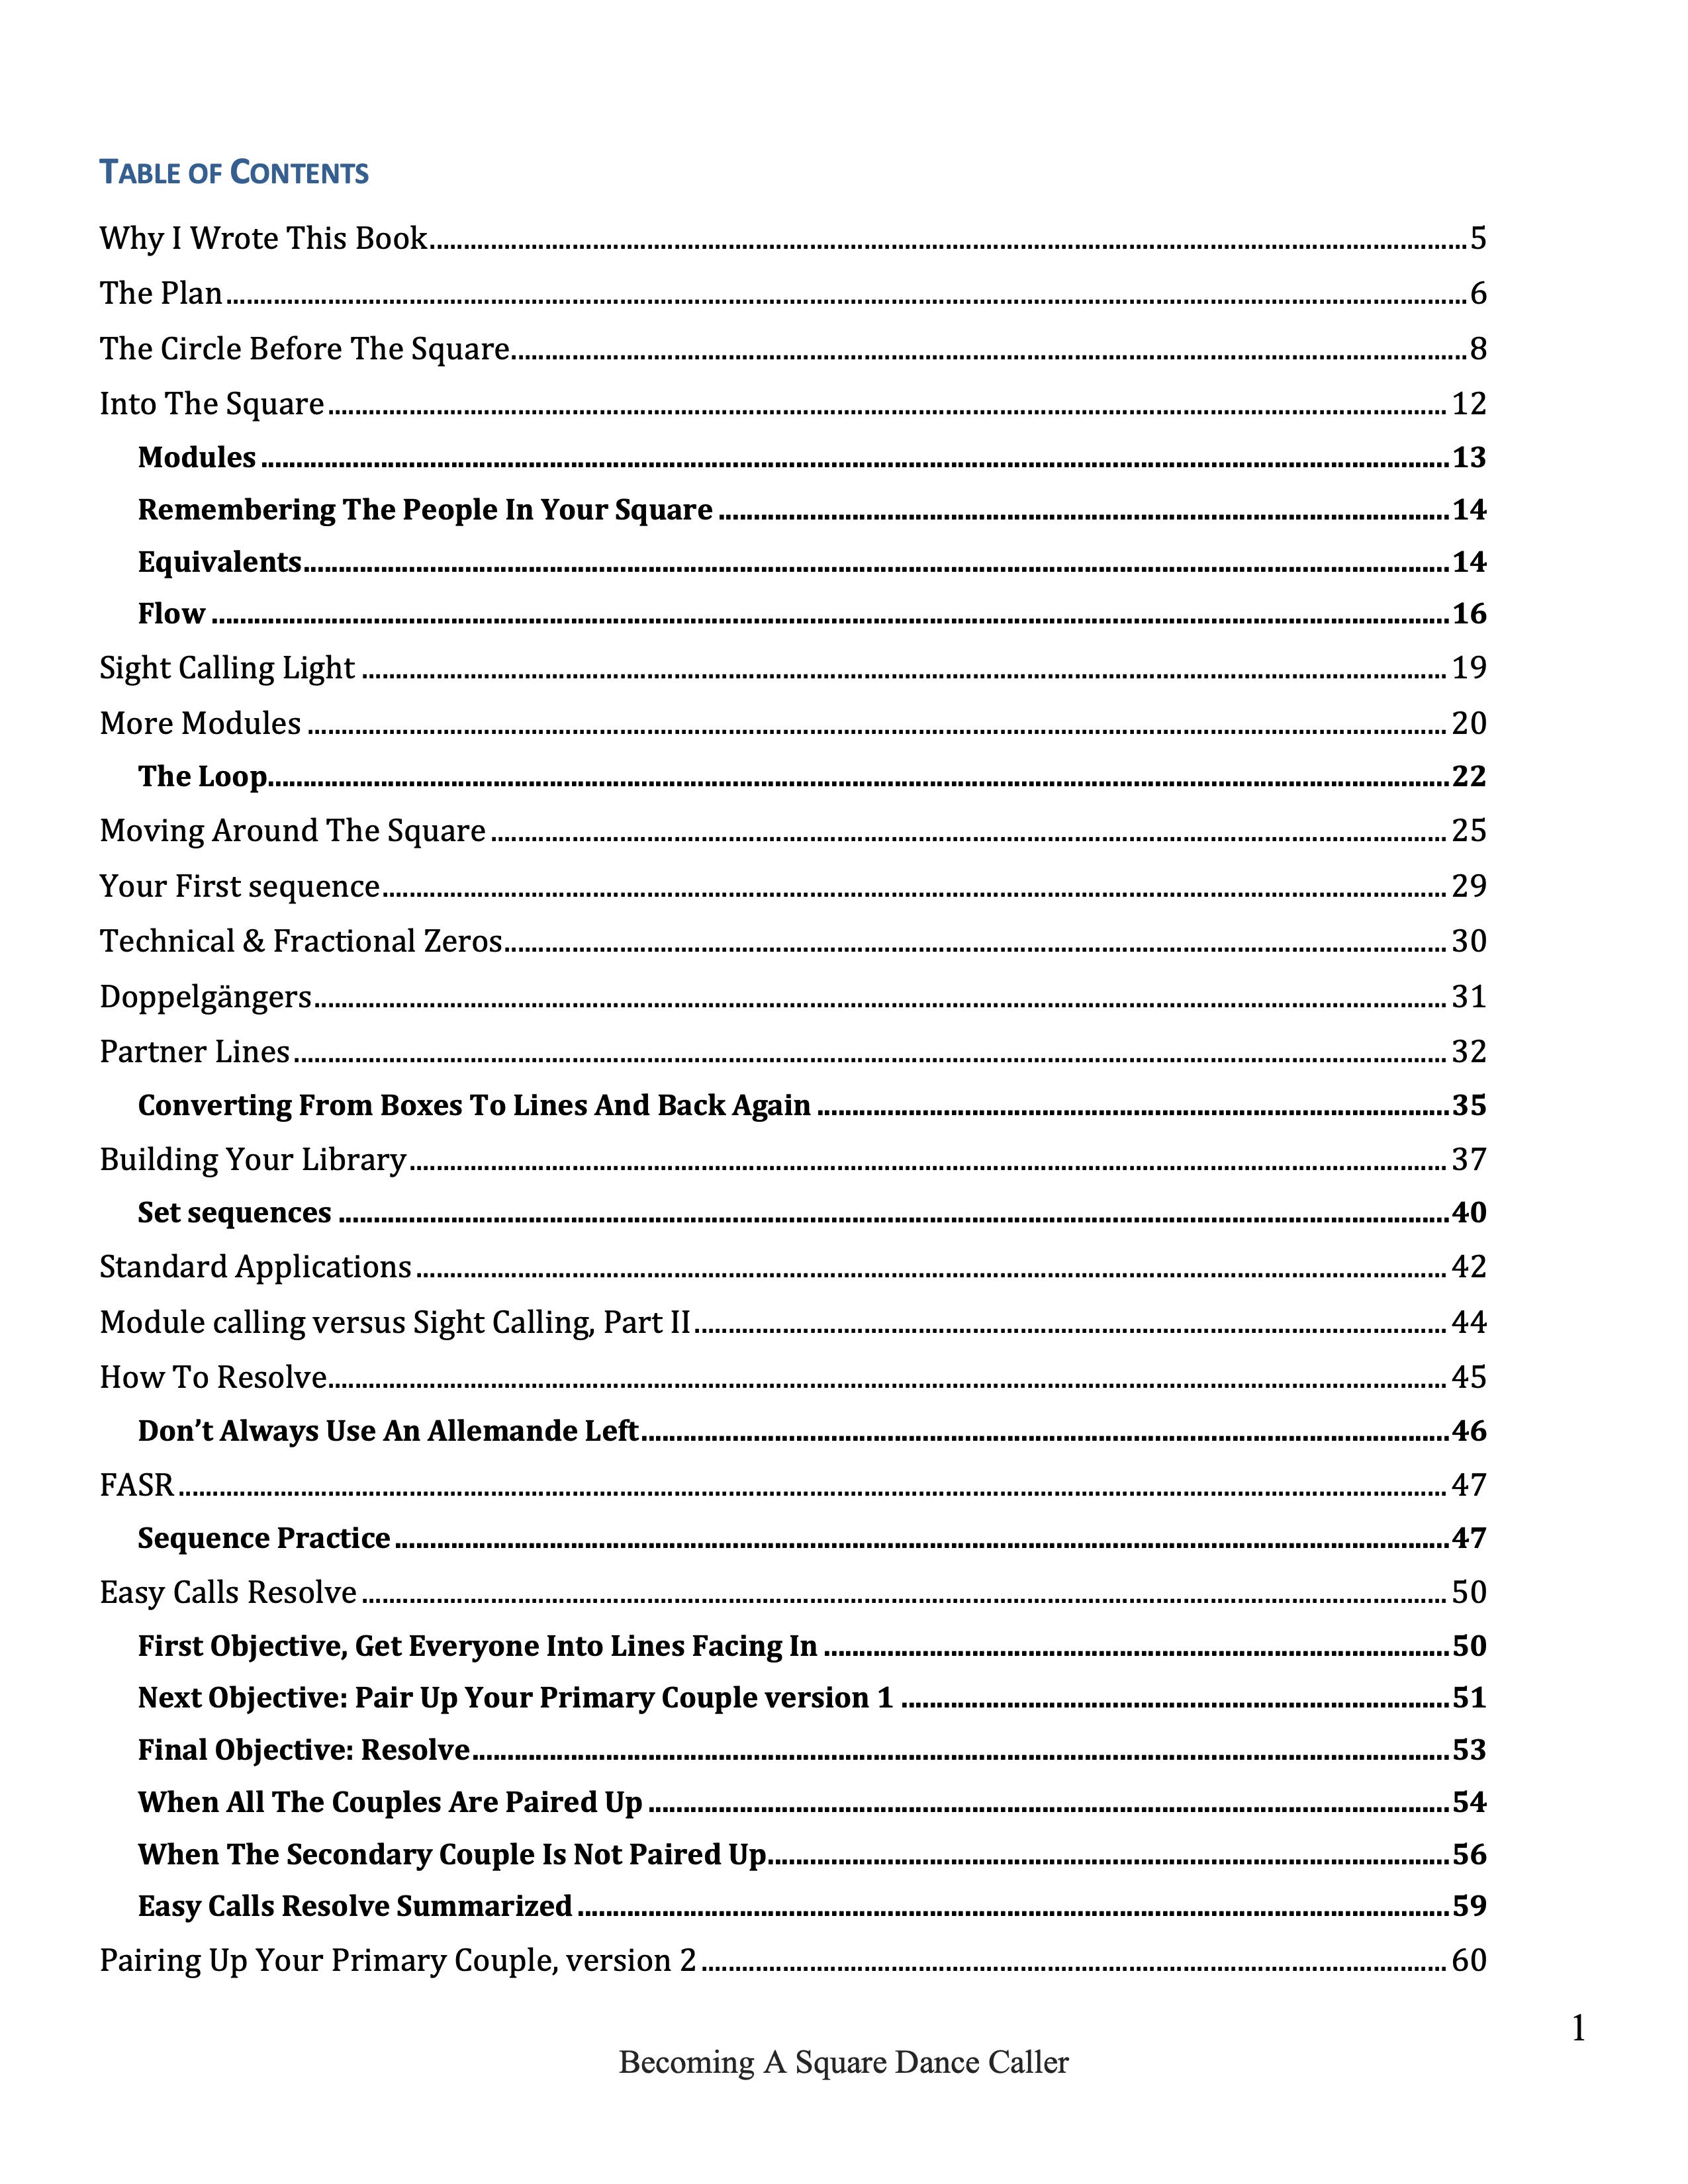 TABLE OF CONTENTS
Why I Wrote This Book 5
The Plan 6
The Circle Before The Square 8
Into The Square 12
Modules 13
Remembering The People In Your Square 14
Equivalents 14
Flow 16
Sight Calling Light 19
More Modules 20
The Loop 22
Moving Around The Square 25
Your First sequence 29
Technical & Fractional Zeros 30
Doppelgängers 31
Partner Lines 32
Converting From Boxes To Lines And Back Again 35
Building Your Library 37
Set sequences 40
Standard Applications 42
Module calling versus Sight Calling, Part II 44
How To Resolve 45
Don’t Always Use An Allemande Left 46
FASR 47
Sequence Practice 47
Easy Calls Resolve 50
First Objective, Get Everyone Into Lines Facing In 50
Next Objective: Pair Up Your Primary Couple version 1 51
Final Objective: Resolve 53
When All The Couples Are Paired Up 54
When The Secondary Couple Is Not Paired Up 56
Easy Calls Resolve Summarized 59
Pairing Up Your Primary Couple, version 2 60
1
Becoming A Square Dance Caller